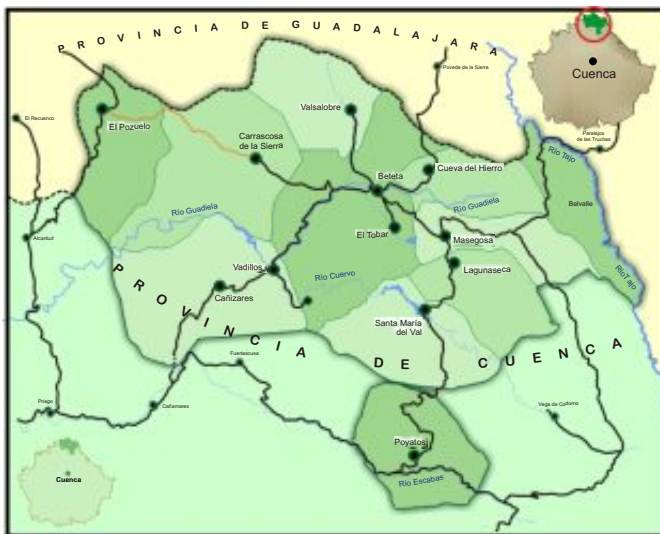 PROVINCIA DE GUADALAJARA
Cuenca
Poveda de la Sierra
El Recuenco
Valsalobre
El Pozuelo
Carrascosa
de la Sierra
Peralejos
de las Truchas
Río Tajo
Cueva del Hierro
Beteta
Belvalle
Río Guadiela
Río Guadiela
El Tobar
Masegosa
Alcantud
Vadillos
Lagunaseca
Río Cuervo
Río Tajo
Cañizares
Santa María
del Val
PROVINCIA DE CUENCA
Fuertescusa
Priego
Cañamares
Vega de Codorno
Poyatos
Río Escabas
Cuenca